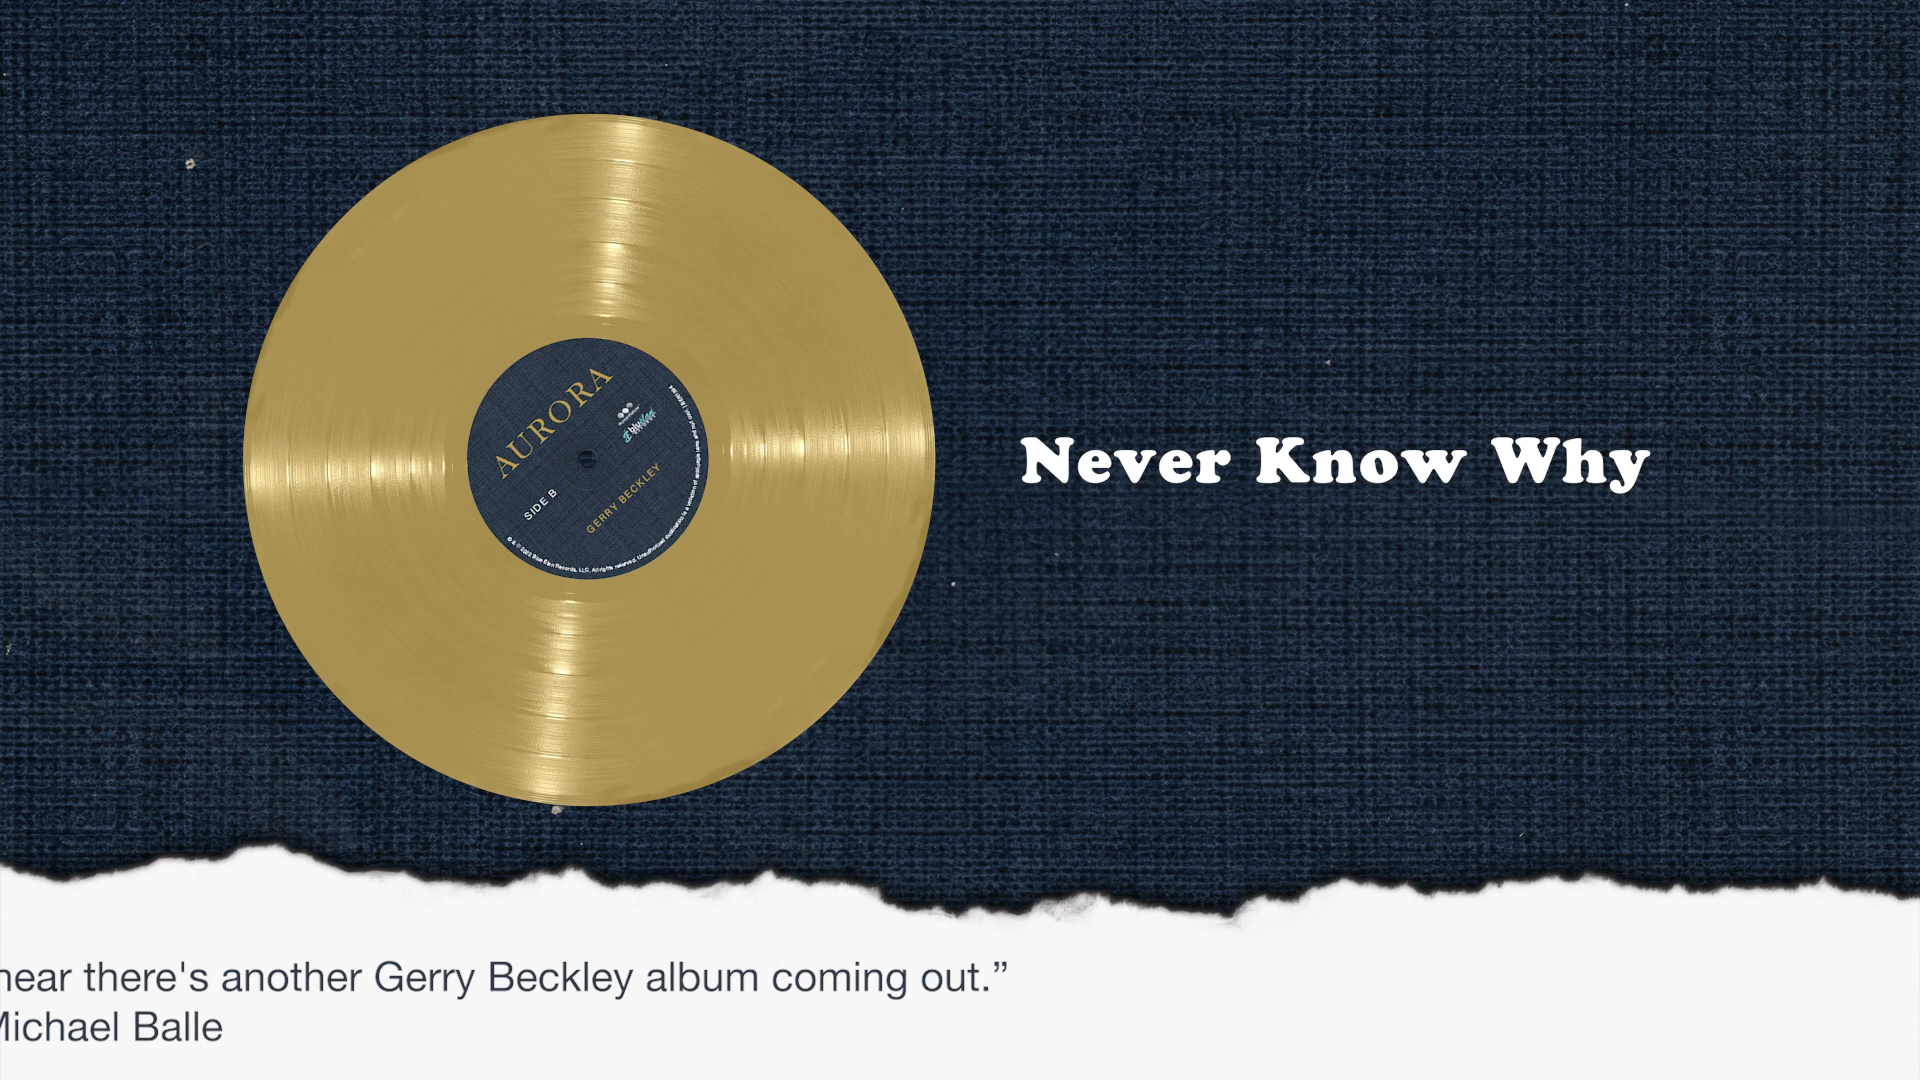 AURORA
SIDE B
GERRY BECKLEY
Never Know Why
hear there's another Gerry Beckley album coming out.”
Michael Balle